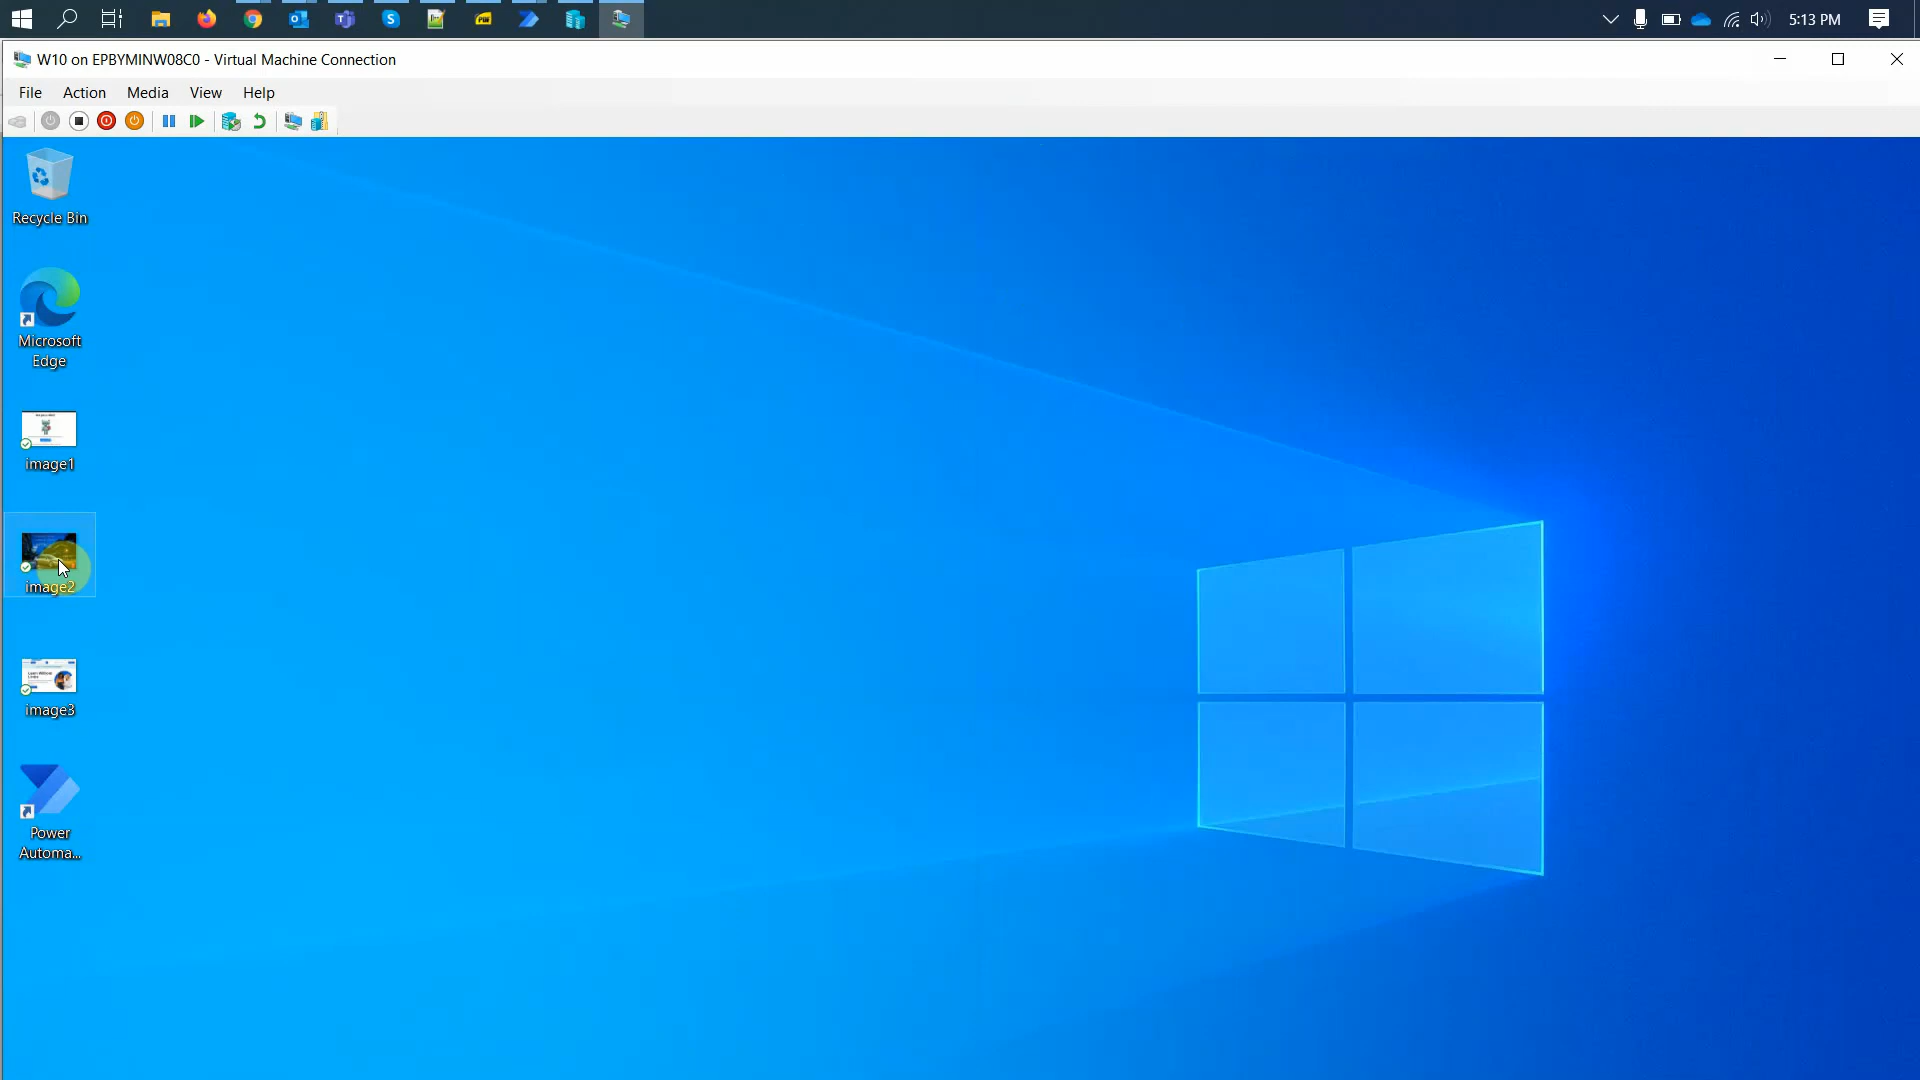 5:13 PM
W10 on EPBYMINW08C0 - Virtual Machine Connection
File Action Media View Help
Recycle Bin
Microsoft
Edge
image1
image2
image3
Power
Automa...